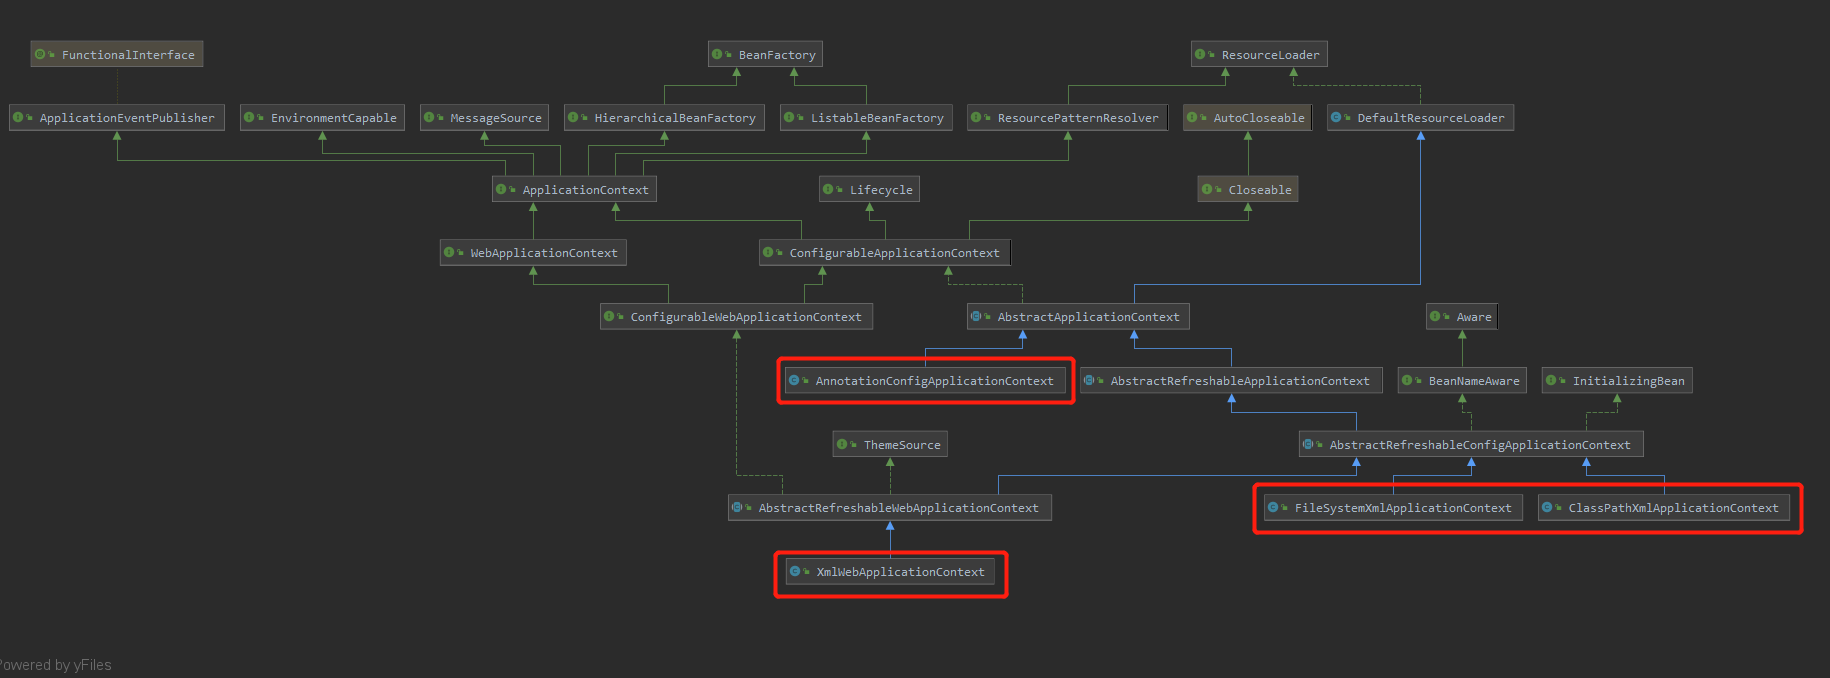 FunctionalInterface
BeanFactory
ResourceLoader
ApplicationEventPublisher
EnvironmentCapable
MessageSource
HierarchicalBeanFactory
ListableBeanFactory
ResourcePatternResolver
AutoCloseable
DefaultResourceLoader
ApplicationContext
Lifecycle
Closeable
WebApplicationContext
ConfigurableApplicationContext
ConfigurableWebApplicationContext
AbstractApplicationContext
Aware
AnnotationConfigApplicationContext
AbstractRefreshableApplicationContext
BeanNameAware
InitializingBean
ThemeSource
AbstractRefreshableConfigApplicationContext
AbstractRefreshableWebApplicationContext
FileSystemXmlApplicationContext
ClassPathXmlApplicationContext
XmlWebApplicationContext
Powered by yFiles